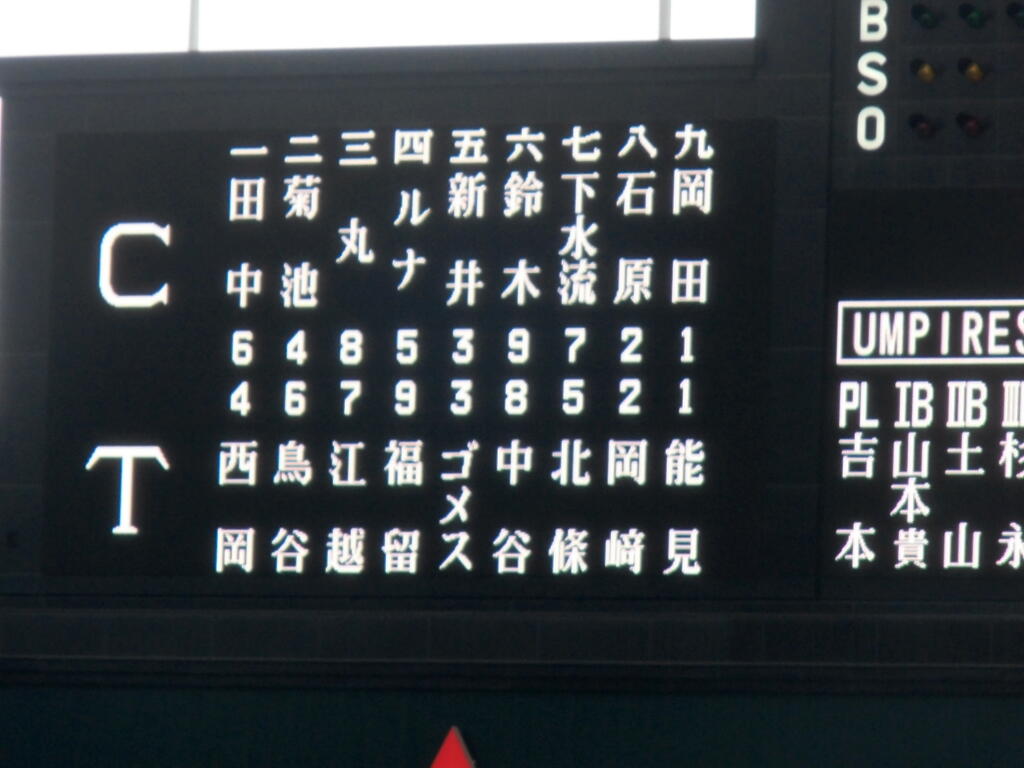 B
S
O
一 二 三 四 五 六 七 八 九
C
田中 菊池 丸 ルナ 新井 鈴木 下水流 石原 岡田
6 4 8 5 3 9 7 2 1
4 6 7 9 3 8 5 2 1
T
西岡 鳥谷 江越 福留 ゴメス 中谷 北條 岡﨑 能見
UMPIRES
PL ⅠB ⅡB
吉本 山本貴 土山